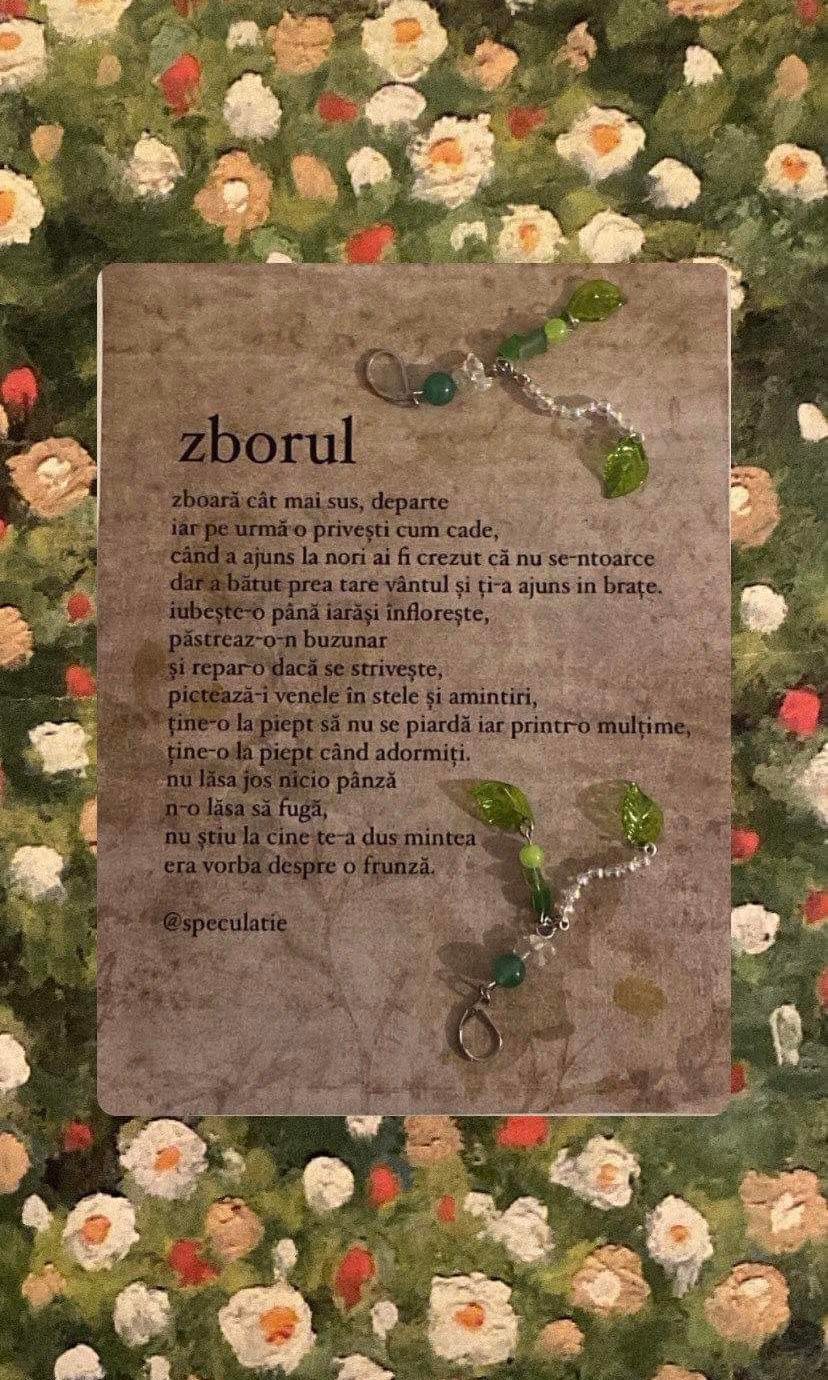 zborul
zboară cât mai sus, departe
iar pe urmă o privești cum cade,
când a ajuns la nori ai fi crezut că nu se-ntoarce
dar a bătut prea tare vântul și ți-a ajuns in brațe.
iubește-o până iarăși înflorește,
păstreaz-o-n buzunar
și repar-o dacă se strivește,
pictează-i venele în stele și amintiri,
ține-o la piept să nu se piardă iar printr-o mulțime,
ține-o la piept când adormiți.
nu lăsa jos nicio pânză
n-o lăsa să fugă,
nu știu la cine te-a dus mintea
era vorba despre o frunză.
@speculatie